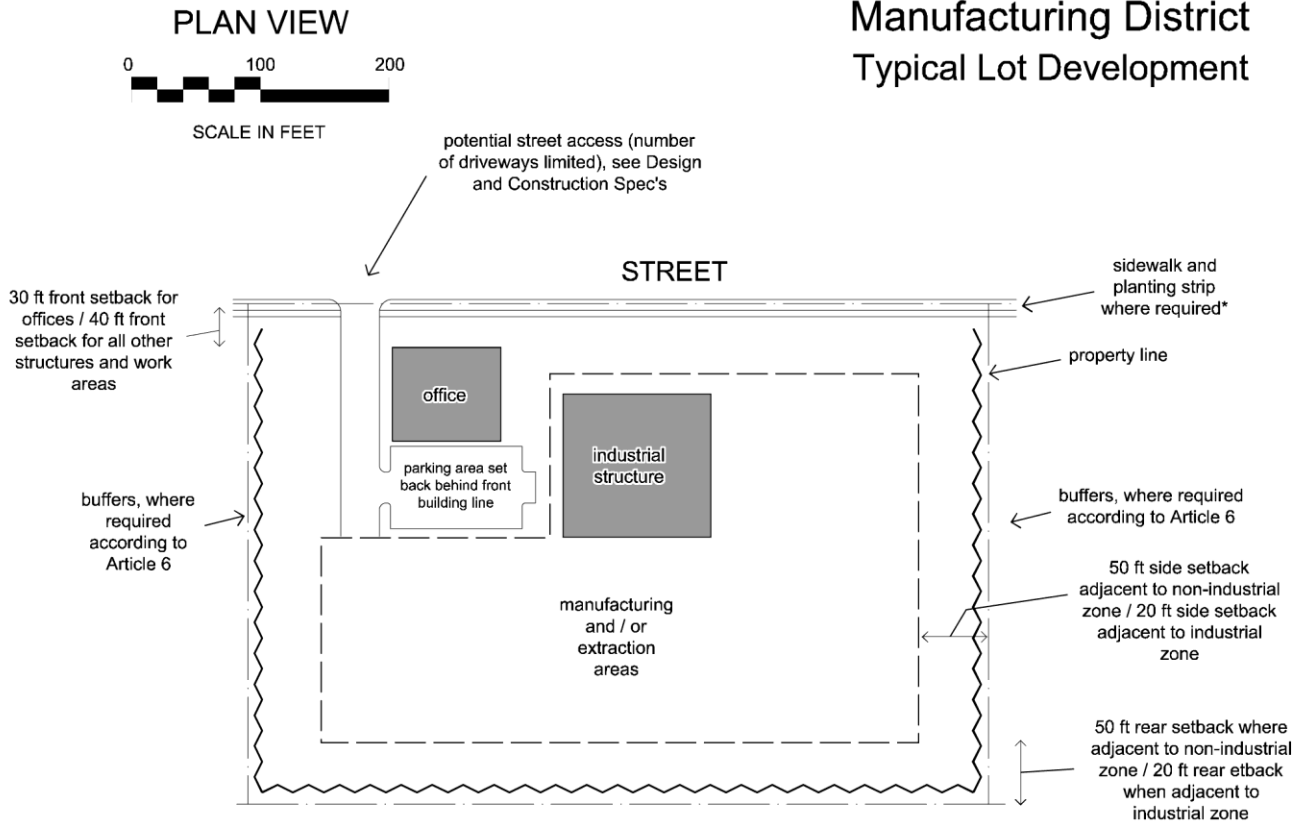 PLAN VIEW
0 100 200
SCALE IN FEET
Manufacturing District
Typical Lot Development
potential street access (number
of driveways limited), see Design
and Construction Spec's
STREET
30 ft front setback for
offices / 40 ft front
setback for all other
structures and work
areas
sidewalk and
planting strip
where required*
property line
office
industrial
structure
parking area set
back behind front
building line
buffers, where
required
according to
Article 6
buffers, where required
according to Article 6
50 ft side setback
adjacent to non-industrial
zone / 20 ft side setback
adjacent to industrial
zone
manufacturing
and / or
extraction
areas
50 ft rear setback where
adjacent to non-industrial
zone / 20 ft rear etback
when adjacent to
industrial zone